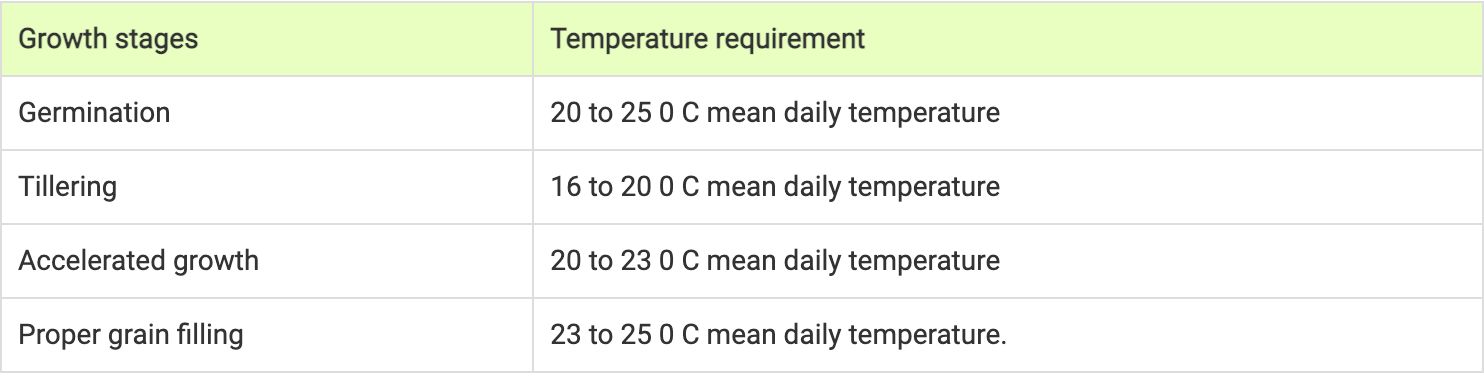 Growth stages Temperature requirement
Germination 20 to 25 0 C mean daily temperature
Tillering 16 to 20 0 C mean daily temperature
Accelerated growth 20 to 23 0 C mean daily temperature
Proper grain filling 23 to 25 0 C mean daily temperature.